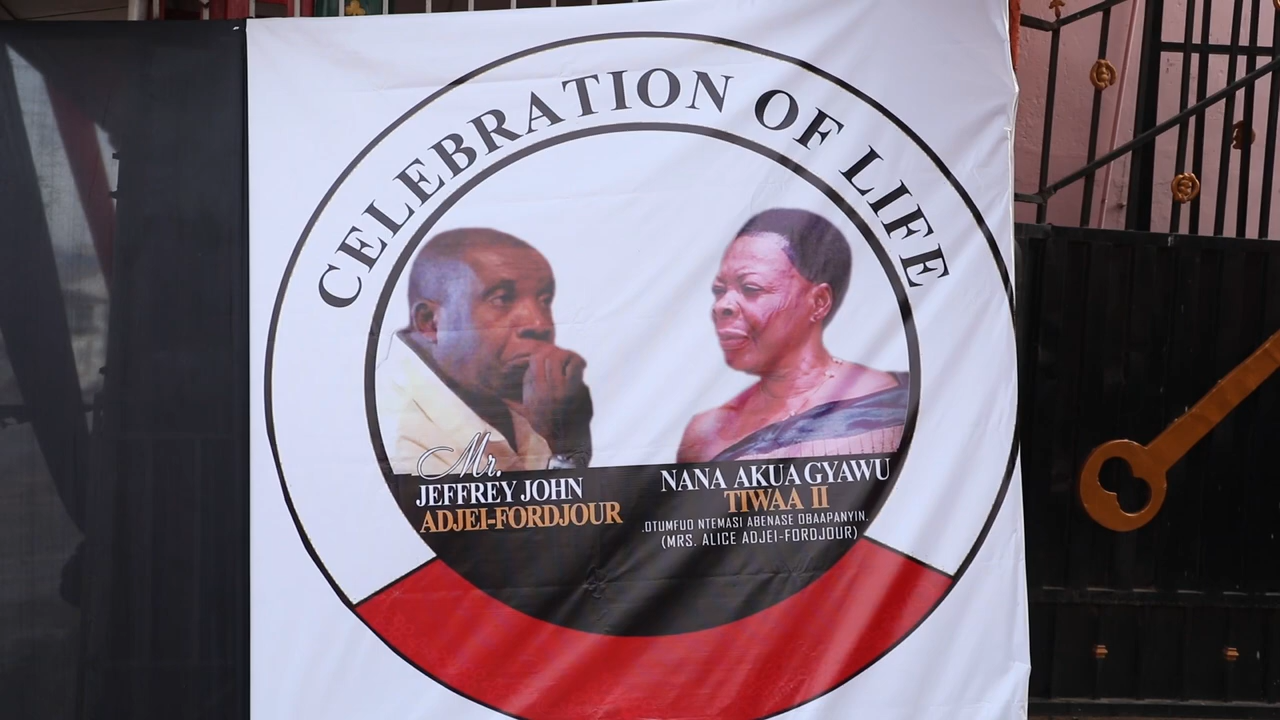 CELEBRATION OF LIFE
Mr.
JEFFREY JOHN
ADJEI-FORDJOUR
NANA AKUA GYAWU
TIWAA II
.OTUMFUO NTEMASI ABENASE OBAAPANYIN.
(MRS. ALICE ADJEI-FORDJOUR)